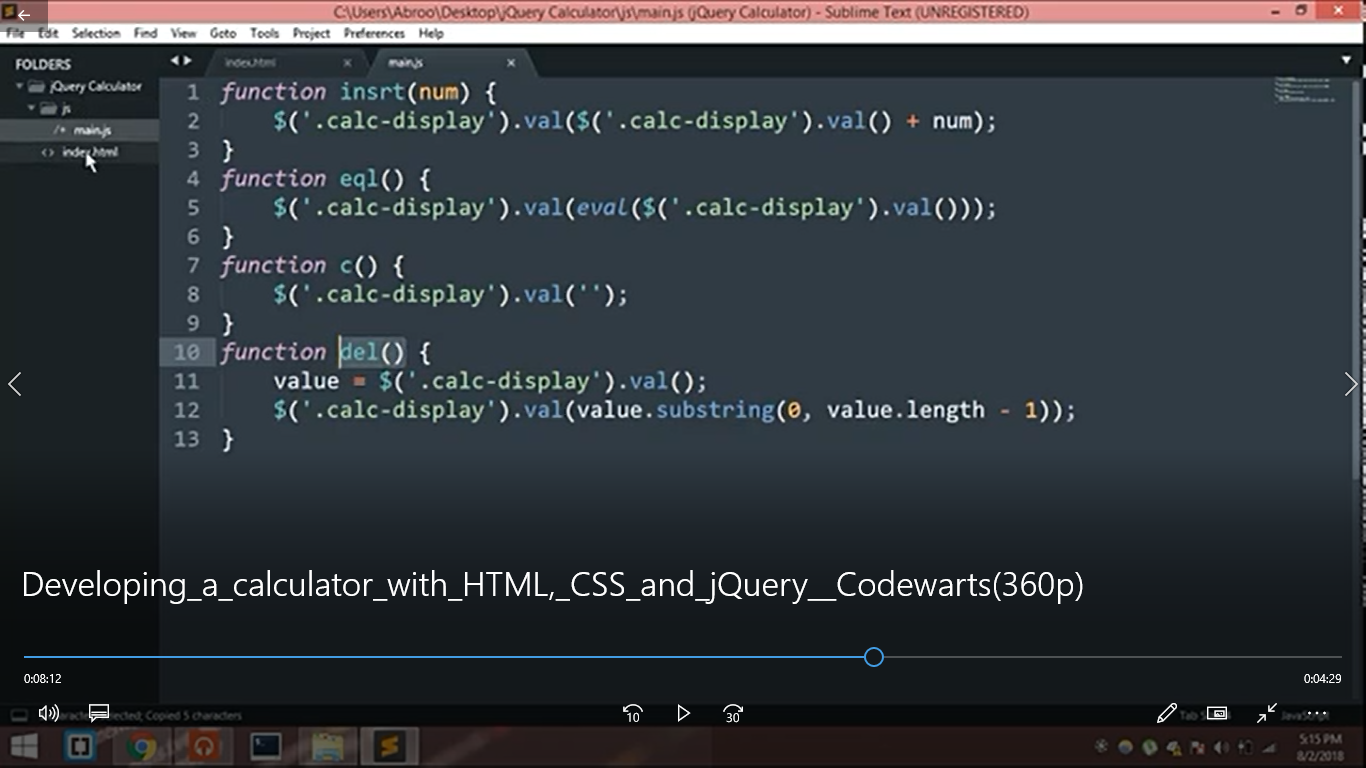 C:\Users\Abroo\Desktop\jQuery Calculator\js\main.js (jQuery Calculator) - Sublime Text (UNREGISTERED)
File Edit Selection Find View Goto Tools Project Preferences Help
FOLDERS
jQuery Calculator
js
/* main.js
<> index.html
index.html × main.js ×
1 function insrt(num) {
2 $('.calc-display').val($('.calc-display').val() + num);
3 }
4 function eql() {
5 $('.calc-display').val(eval($('.calc-display').val()));
6 }
7 function c() {
8 $('.calc-display').val('');
9 }
10 function del() {
11 value = $('.calc-display').val();
12 $('.calc-display').val(value.substring(0, value.length - 1));
13 }
Developing_a_calculator_with_HTML,_CSS_and_jQuery__Codewarts(360p)
0:08:12 0:04:29
10 30
Copied 5 characters JavaScript
5:15 PM
8/2/2018